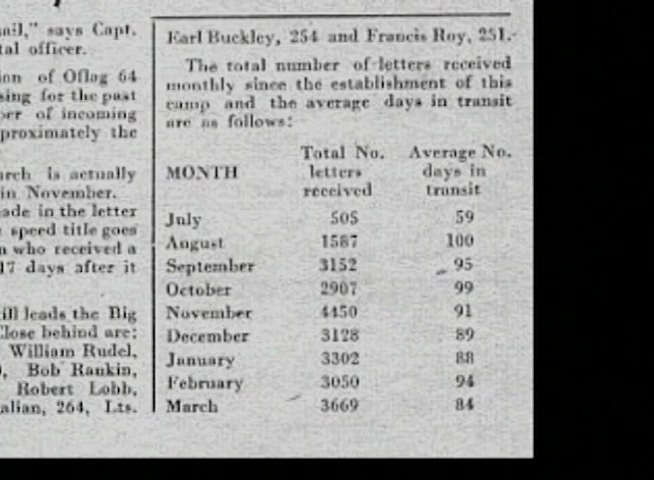 ail," says Capt.
tal officer.
ion of Oflag 64
sing for the past
er of incoming
proximately the
arch is actually
in November.
ade in the letter
speed title goes
n who received a
17 days after it
ill leads the Big
Close behind are:
William Rudel,
Bob Rankin,
Robert Lobb,
alian, 264, Lts.
Earl Buckley, 254 and Francis Roy, 251.
The total number of letters received
monthly since the establishment of this
camp and the average days in transit
are as follows:
MONTH Total No. letters received Average No. days in transit
July 505 59
August 1587 100
September 3152 95
October 2907 99
November 4450 91
December 3128 89
January 3302 88
February 3050 94
March 3669 84